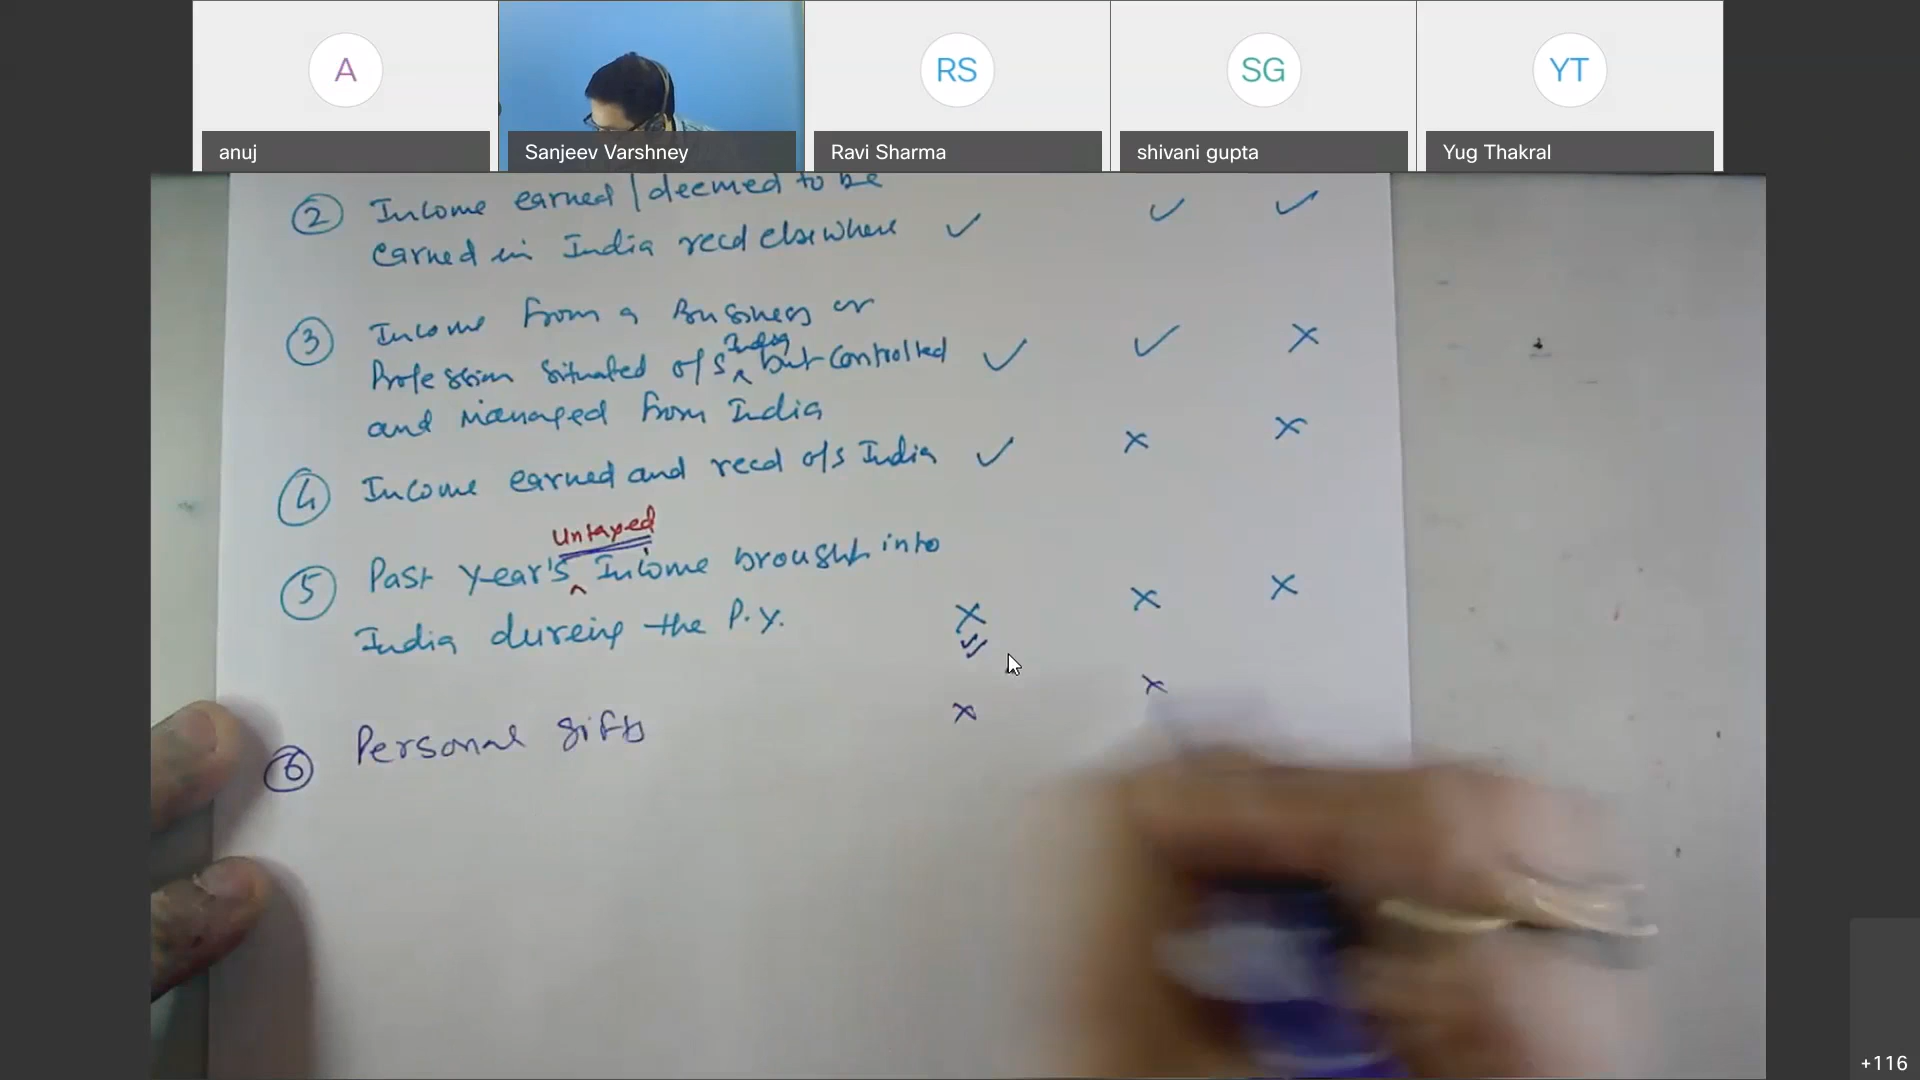 A
RS
SG
YT
anuj
Sanjeev Varshney
Ravi Sharma
shivani gupta
Yug Thakral
② Income earned / deemed to be
earned in India recd elsewhere ✓ ✓ ✓
③ Income from a Business or
Profession situated o/s India but controlled ✓ ✓ ×
and managed from India
④ Income earned and recd o/s India ✓ × ×
⑤ Past year's Untaxed Income brought into
India dureing the P.Y. × × ×
⑥ Personal gifts × ×
+116